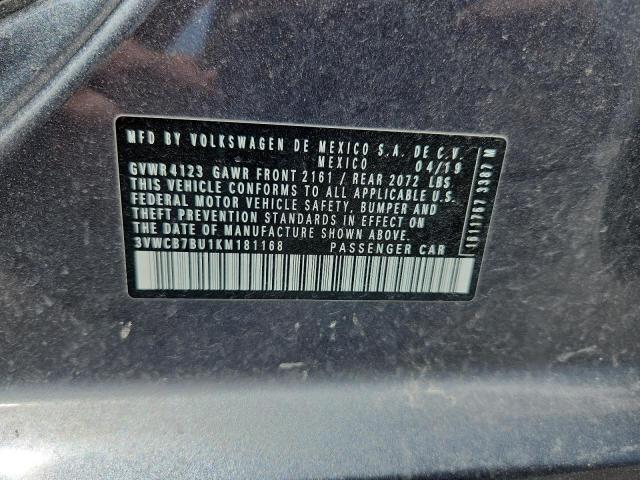 MFD BY VOLKSWAGEN DE MEXICO S.A. DE C.V.
MEXICO 04/19
GVWR4123 GAWR FRONT 2161 / REAR 2072 LBS
THIS VEHICLE CONFORMS TO ALL APPLICABLE U.S.
FEDERAL MOTOR VEHICLE SAFETY, BUMPER AND
THEFT PREVENTION STANDARDS IN EFFECT ON
THE DATE OF MANUFACTURE SHOWN ABOVE.
3VWCB7BU1KM181168 PASSENGER CAR